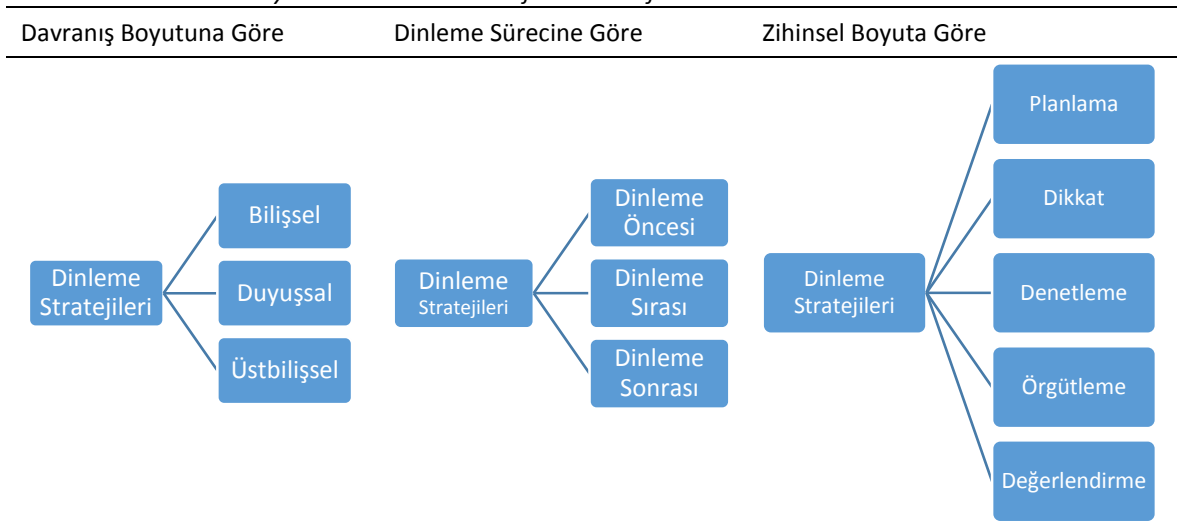 Davranış Boyutuna Göre
Dinleme Sürecine Göre
Zihinsel Boyuta Göre
Dinleme
Stratejileri
Bilişsel
Duyuşsal
Üstbilişsel
Dinleme
Stratejileri
Dinleme
Öncesi
Dinleme
Sırası
Dinleme
Sonrası
Dinleme
Stratejileri
Planlama
Dikkat
Denetleme
Örgütleme
Değerlendirme